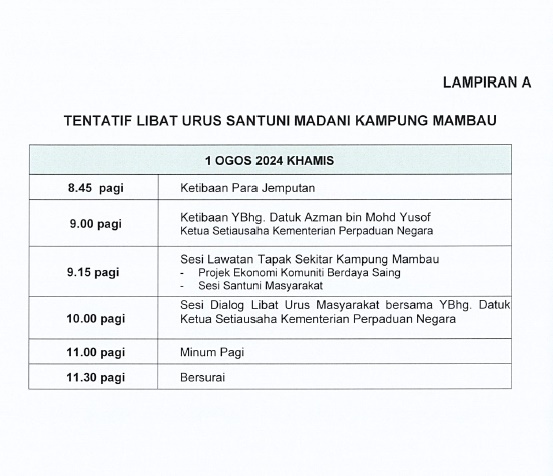 LAMPIRAN A
TENTATIF LIBAT URUS SANTUNI MADANI KAMPUNG MAMBAU
1 OGOS 2024 KHAMIS
8.45 pagi
Ketibaan Para Jemputan
9.00 pagi
Ketibaan YBhg. Datuk Azman bin Mohd Yusof
Ketua Setiausaha Kementerian Perpaduan Negara
9.15 pagi
Sesi Lawatan Tapak Sekitar Kampung Mambau
- Projek Ekonomi Komuniti Berdaya Saing
- Sesi Santuni Masyarakat
10.00 pagi
Sesi Dialog Libat Urus Masyarakat bersama YBhg. Datuk
Ketua Setiausaha Kementerian Perpaduan Negara
11.00 pagi
Minum Pagi
11.30 pagi
Bersurai